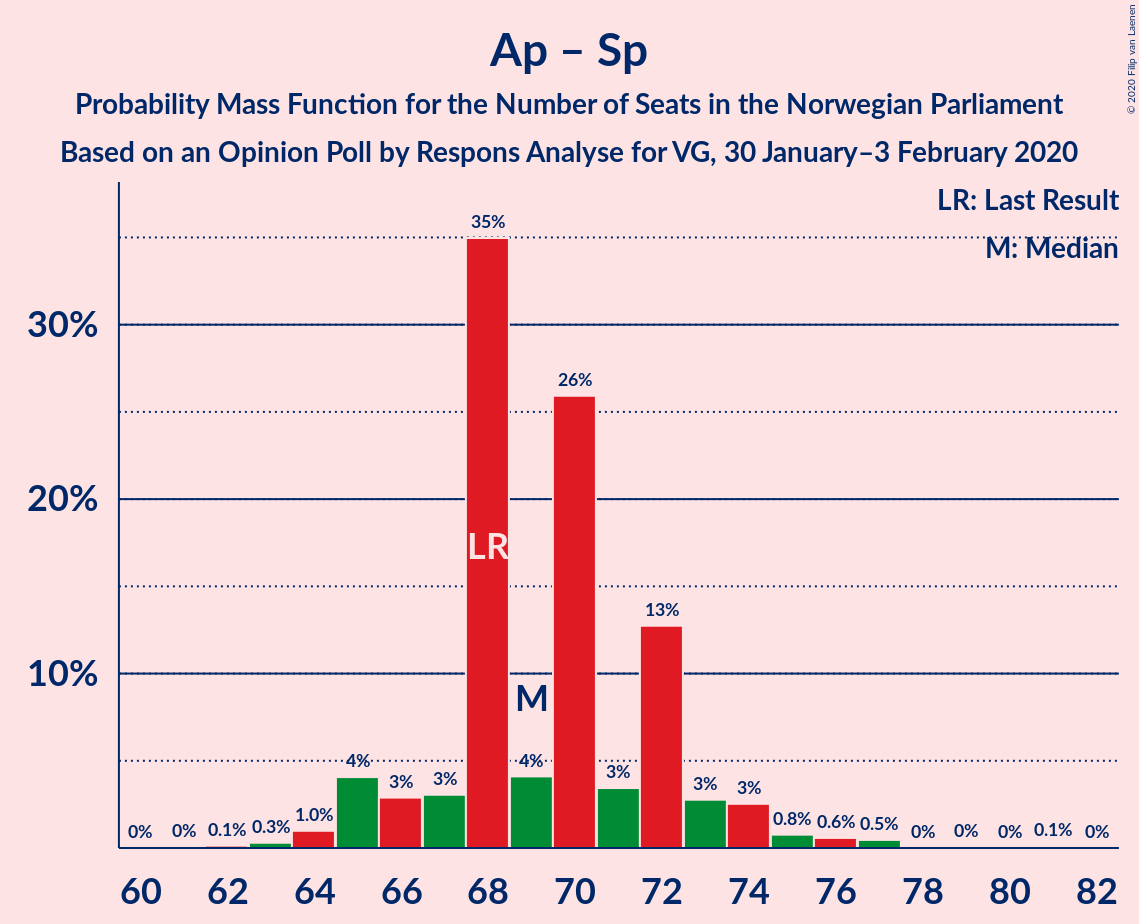 Ap – Sp
Probability Mass Function for the Number of Seats in the Norwegian Parliament
Based on an Opinion Poll by Respons Analyse for VG, 30 January–3 February 2020
© 2020 Filip van Laenen
LR: Last Result
M: Median
35%
30%
26%
20%
LR
13%
10%
M
4%
4%
3%
3%
3%
3%
3%
1.0%
0.8%
0.6%
0.5%
0%
0%
0.1%
0.3%
0%
0%
0%
0.1%
0%
60 62 64 66 68 70 72 74 76 78 80 82